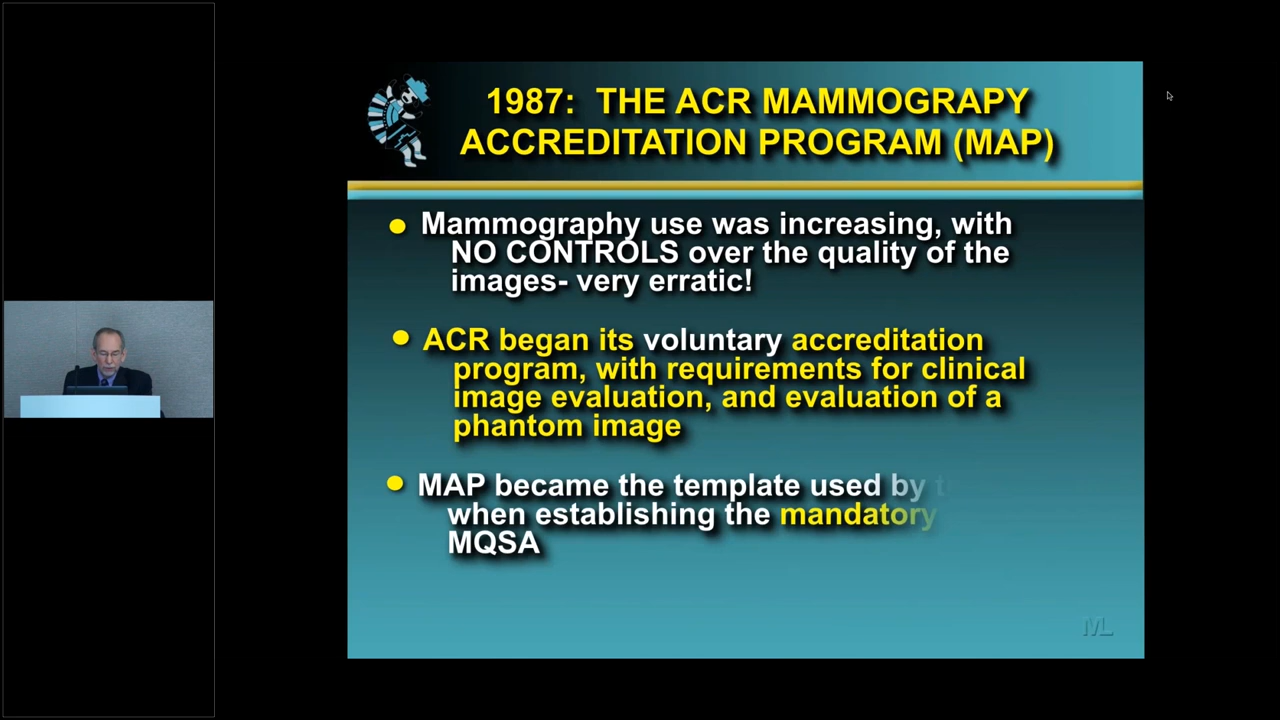 1987: THE ACR MAMMOGRAPY
ACCREDITATION PROGRAM (MAP)
Mammography use was increasing, with
NO CONTROLS over the quality of the
images- very erratic!
ACR began its voluntary accreditation
program, with requirements for clinical
image evaluation, and evaluation of a
phantom image
MAP became the template used by
when establishing the mandatory
MQSA
ML